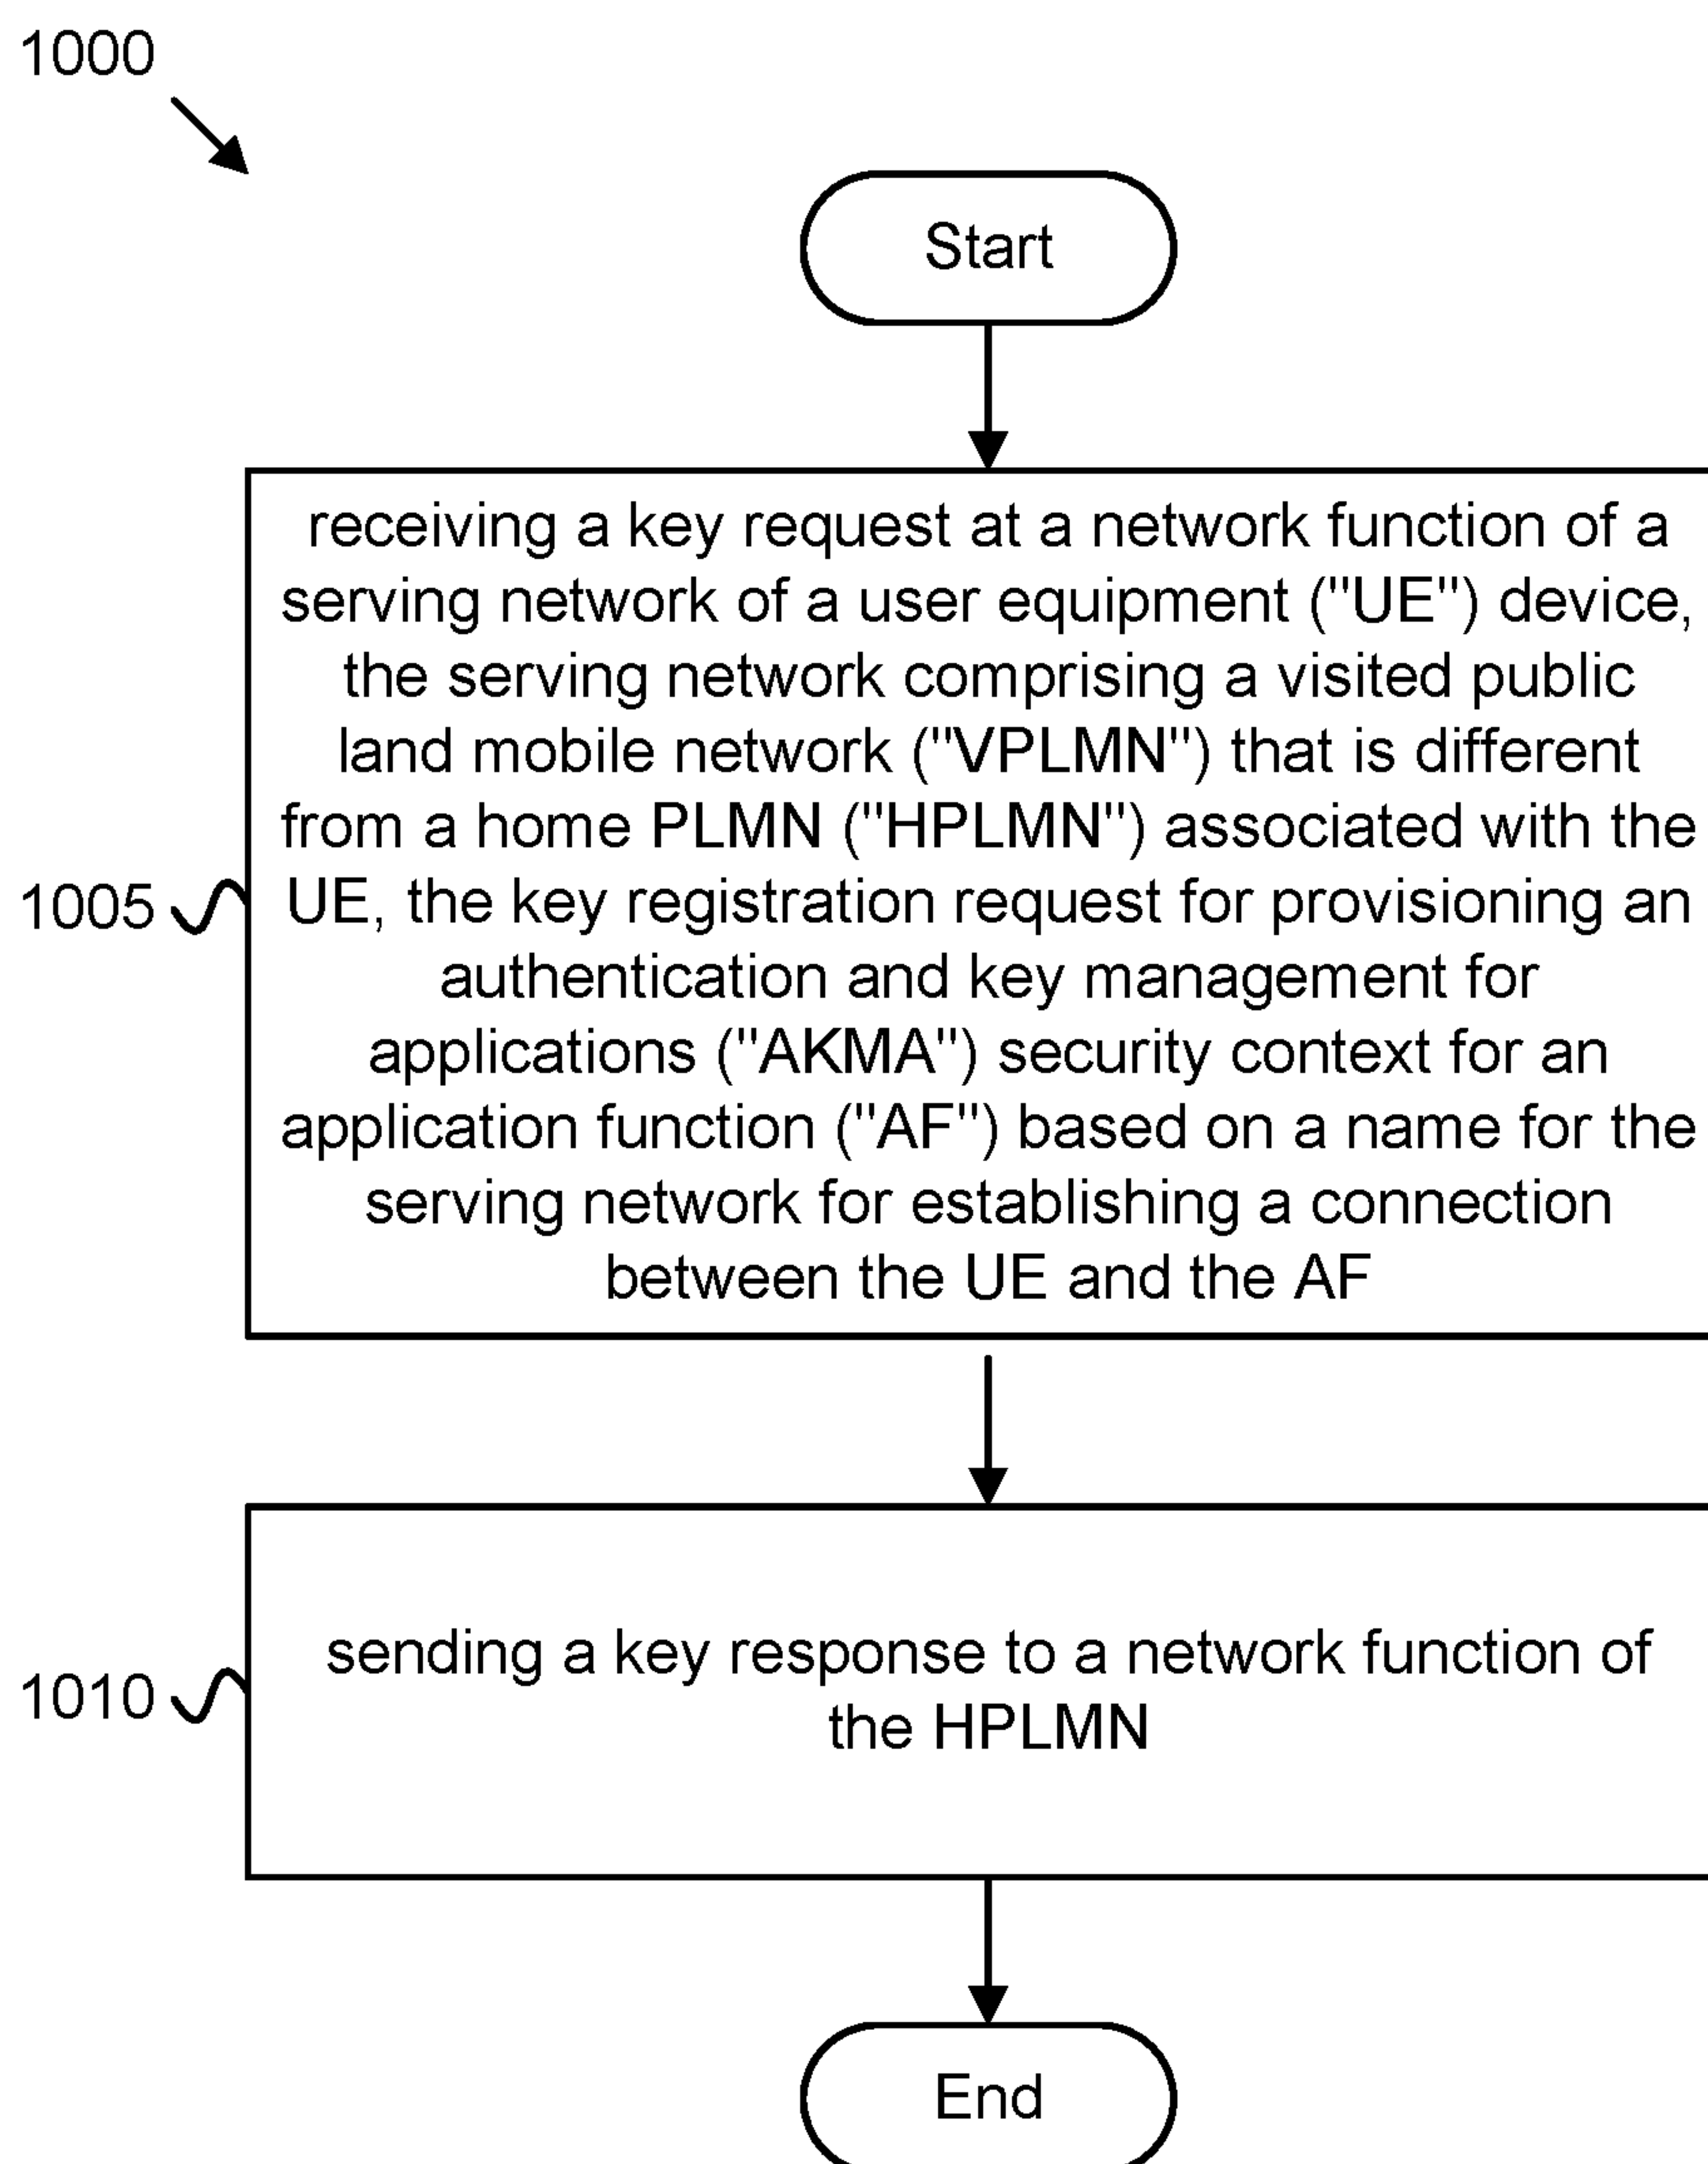 1000
Start
receiving a key request at a network function of a
serving network of a user equipment ("UE") device,
the serving network comprising a visited public
land mobile network ("VPLMN") that is different
from a home PLMN ("HPLMN") associated with the
1005
UE, the key registration request for provisioning an
authentication and key management for
applications ("AKMA") security context for an
application function ("AF") based on a name for the
serving network for establishing a connection
between the UE and the AF
sending a key response to a network function of
1010
the HPLMN
End